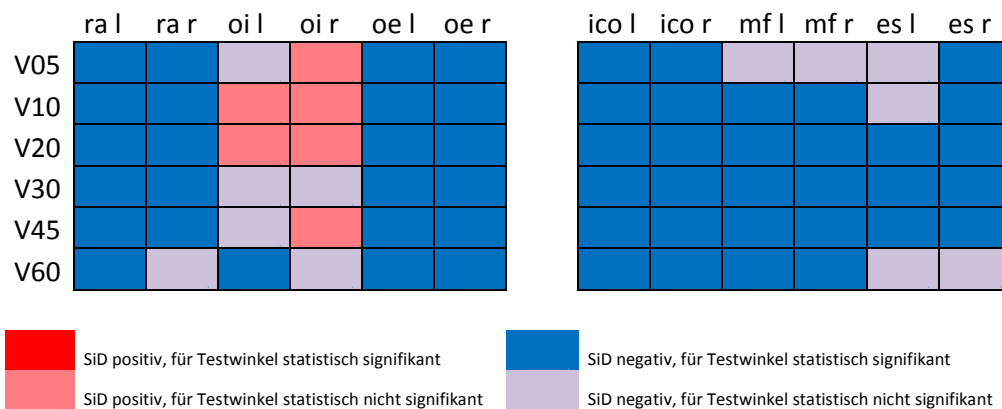 ra l ra r oi l oi r oe l oe r ico l ico r mf l mf r es l es r
V05
V10
V20
V30
V45
V60
SiD positiv, für Testwinkel statistisch signifikant SiD negativ, für Testwinkel statistisch signifikant
SiD positiv, für Testwinkel statistisch nicht signifikant SiD negativ, für Testwinkel statistisch nicht signifikant